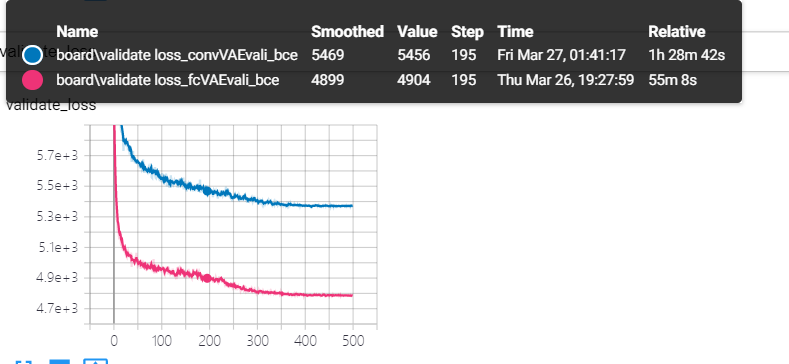 Name Smoothed Value Step Time Relative
board\validate loss_convVAEvali_bce 5469 5456 195 Fri Mar 27, 01:41:17 1h 28m 42s
board\validate loss_fcVAEvali_bce 4899 4904 195 Thu Mar 26, 19:27:59 55m 8s
validate_loss
5.7e+3
5.5e+3
5.3e+3
5.1e+3
4.9e+3
4.7e+3
0 100 200 300 400 500